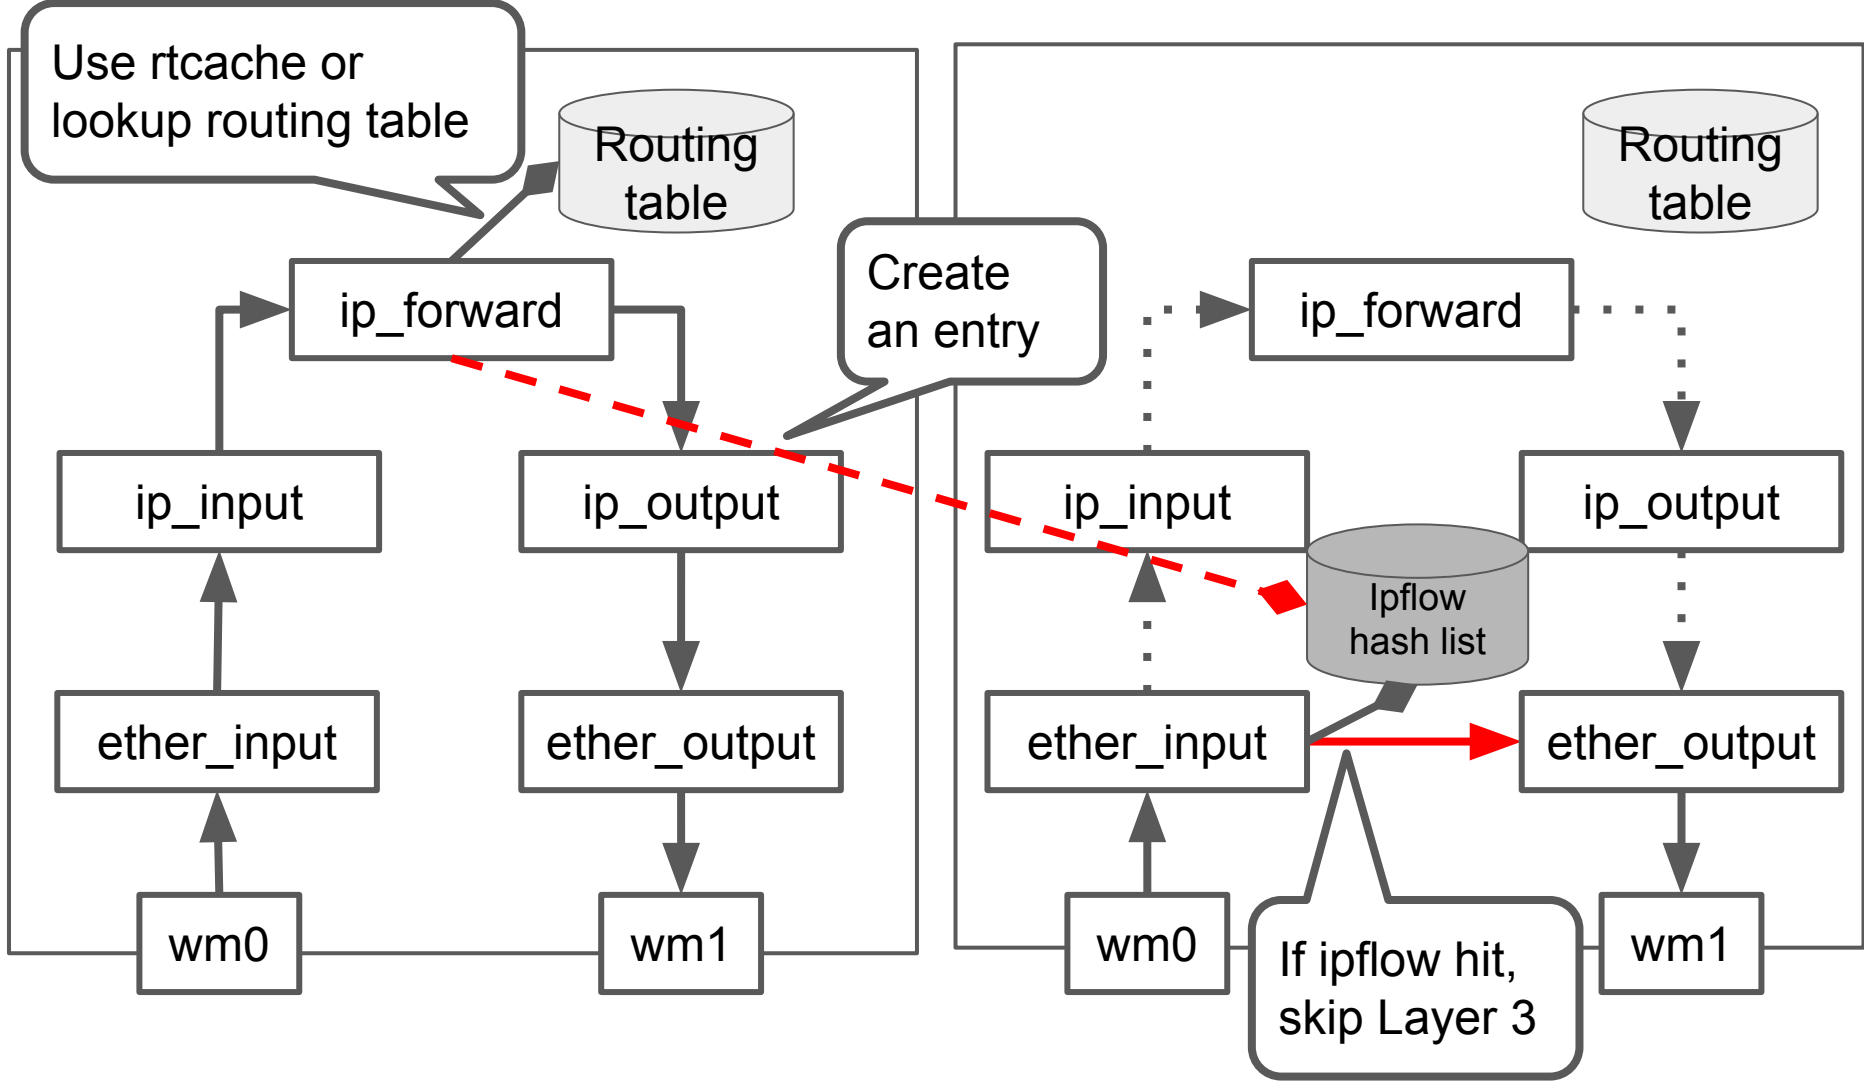 Use rtcache or
lookup routing table
Routing
table
ip_forward
ip_input
ip_output
ether_input
ether_output
wm0
wm1
Create
an entry
Routing
table
ip_forward
ip_input
ip_output
Ipflow
hash list
ether_input
ether_output
wm0
wm1
If ipflow hit,
skip Layer 3